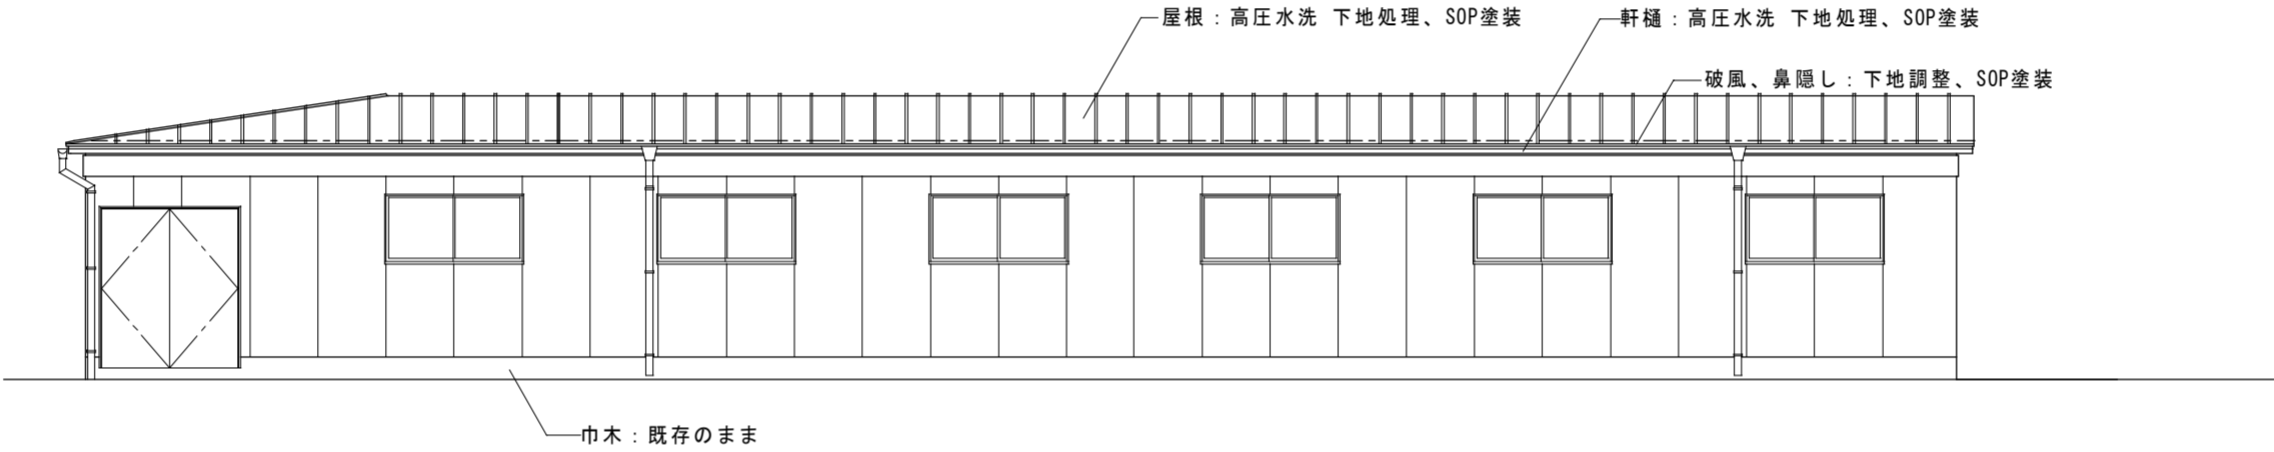 屋根：高圧水洗 下地処理、SOP塗装
軒樋：高圧水洗 下地処理、SOP塗装
破風、鼻隠し：下地調整、SOP塗装
巾木：既存のまま